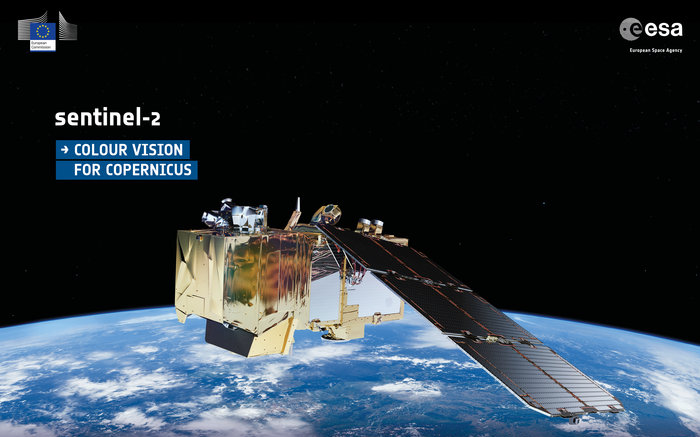 European
Commission
esa
European Space Agency
sentinel-2
→ COLOUR VISION
FOR COPERNICUS